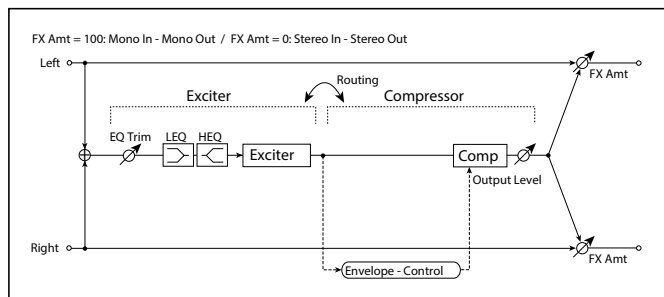 FX Amt = 100: Mono In - Mono Out / FX Amt = 0: Stereo In - Stereo Out
Left
FX Amt
Routing
Exciter
Compressor
EQ Trim
LEQ
HEQ
Exciter
Comp
Output Level
Right
FX Amt
Envelope - Control